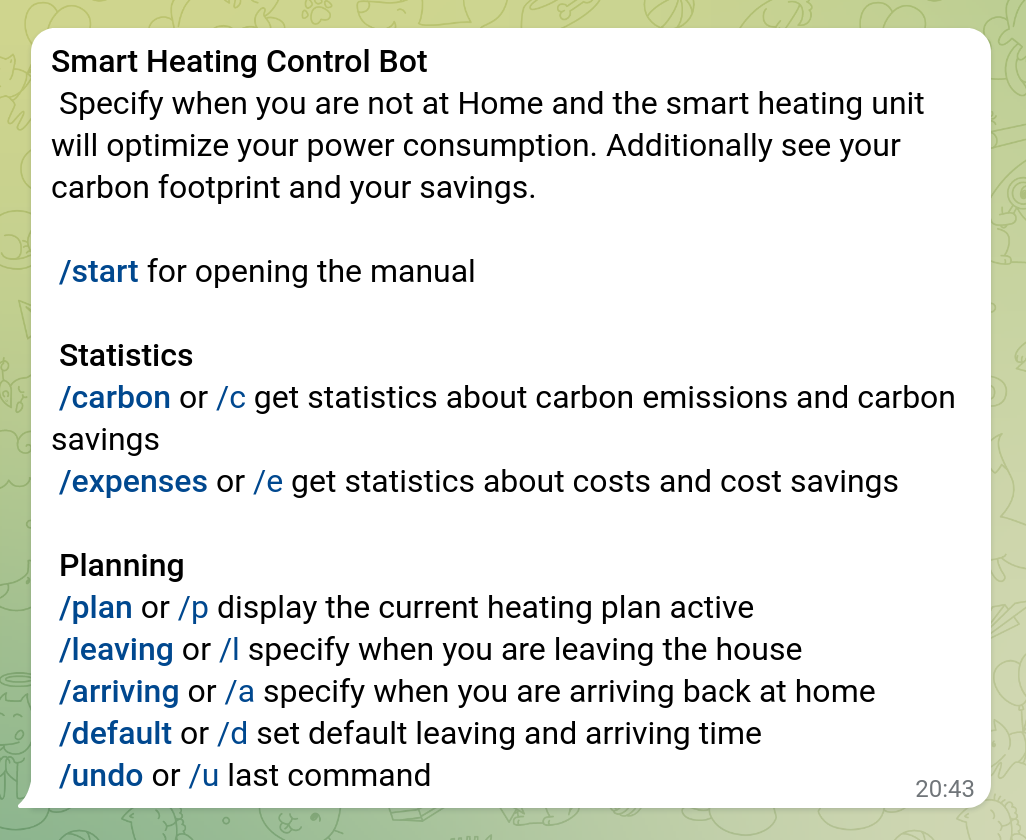 Smart Heating Control Bot
Specify when you are not at Home and the smart heating unit
will optimize your power consumption. Additionally see your
carbon footprint and your savings.
/start for opening the manual
Statistics
/carbon or /c get statistics about carbon emissions and carbon
savings
/expenses or /e get statistics about costs and cost savings
Planning
/plan or /p display the current heating plan active
/leaving or /l specify when you are leaving the house
/arriving or /a specify when you are arriving back at home
/default or /d set default leaving and arriving time
/undo or /u last command
20:43